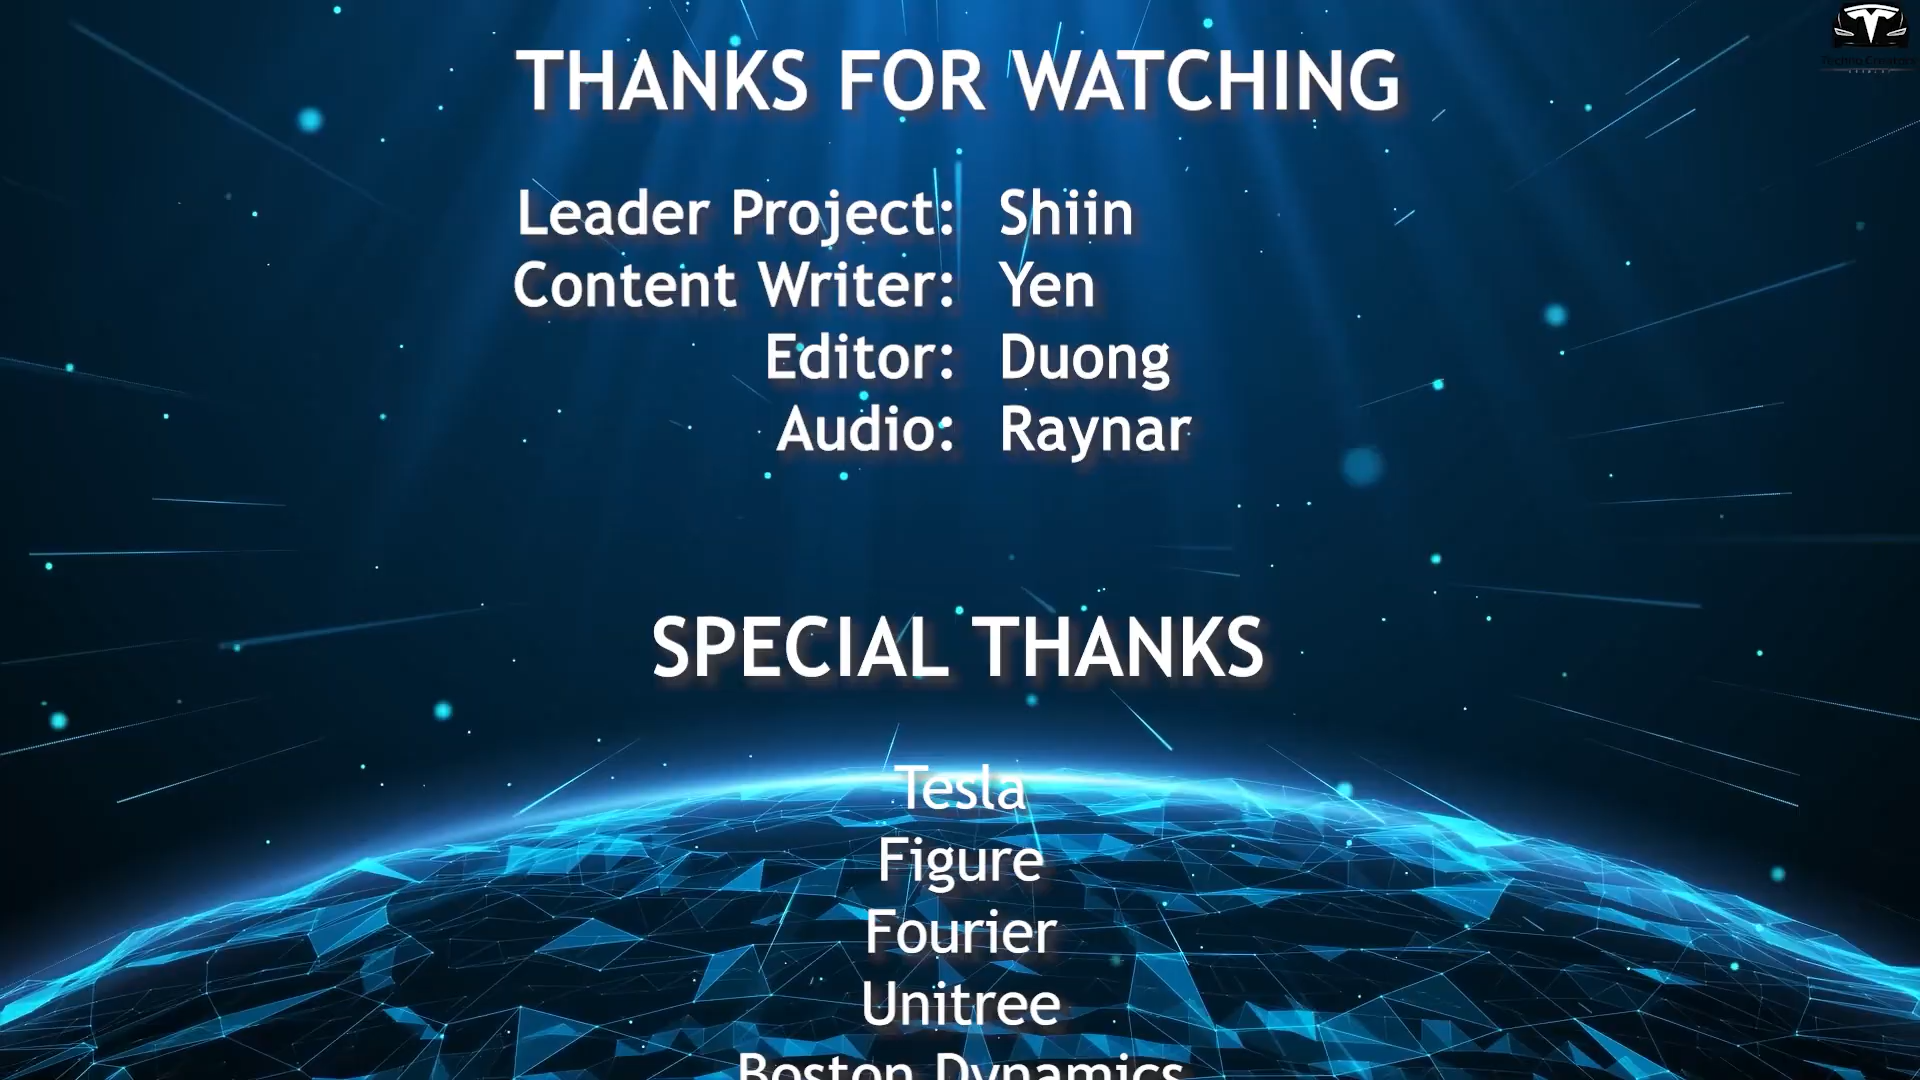 THANKS FOR WATCHING
Leader Project: Shiin
Content Writer: Yen
Editor: Duong
Audio: Raynar
SPECIAL THANKS
Tesla
Figure
Fourier
Unitree
Boston Dynamics